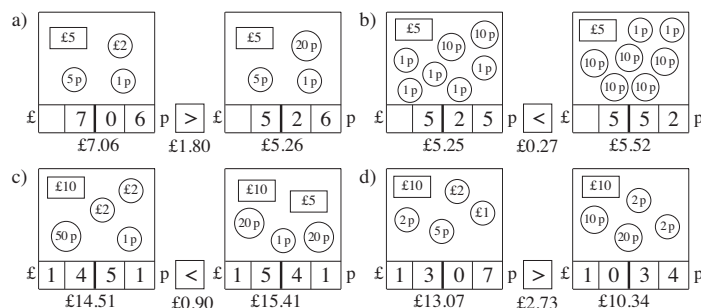 a) £5 £2 £5 20 p
5 p 1 p 5 p 1 p
£ 7 0 6 p > 5 2 6 p
£7.06 £1.80 £5.26
b) £5 10 p 10 p £5 1 p 1 p
1 p 1 p 1 p 10 p 10 p 10 p
1 p 1 p 10 p 10 p
£ 5 2 5 p < 5 5 2 p
£5.25 £0.27 £5.52
c) £10 £2 £10 £5
£2 20 p
50 p 1 p 1 p 20 p
£ 1 4 5 1 < 1 5 4 1 p
£14.51 £0.90 £15.41
d) £10 £2 £10 2 p
2 p £1 10 p 2 p
5 p 20 p
£ 1 3 0 7 > 1 0 3 4 p
£13.07 £2.73 £10.34